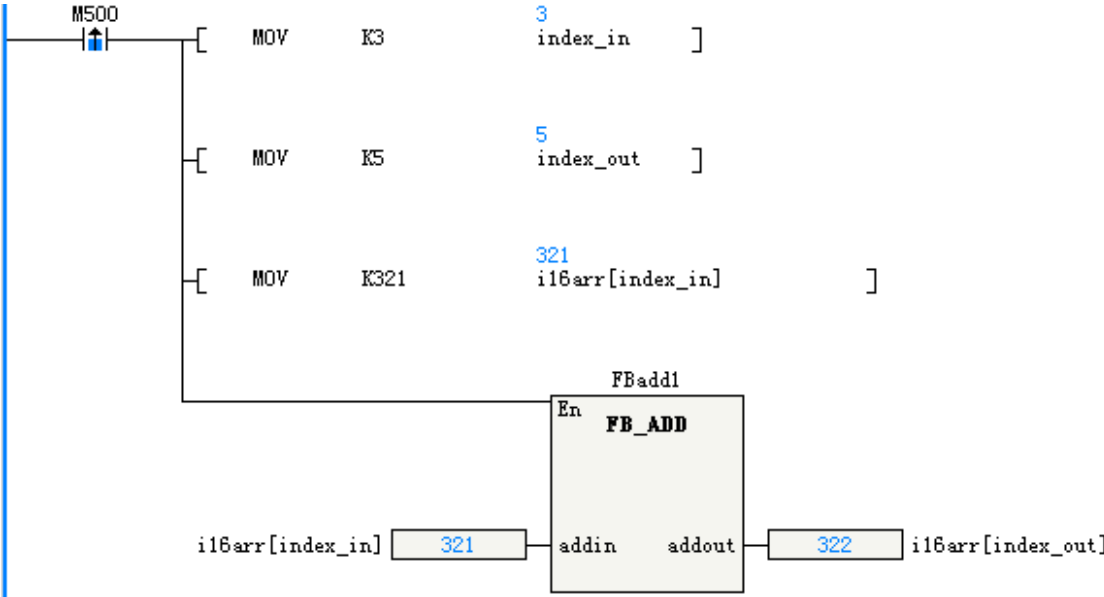 M500
3
[ MOV K3 index_in ]
5
[ MOV K5 index_out ]
321
[ MOV K321 i16arr[index_in] ]
FBadd1
En
FB_ADD
i16arr[index_in] 321 addin addout 322 i16arr[index_out]